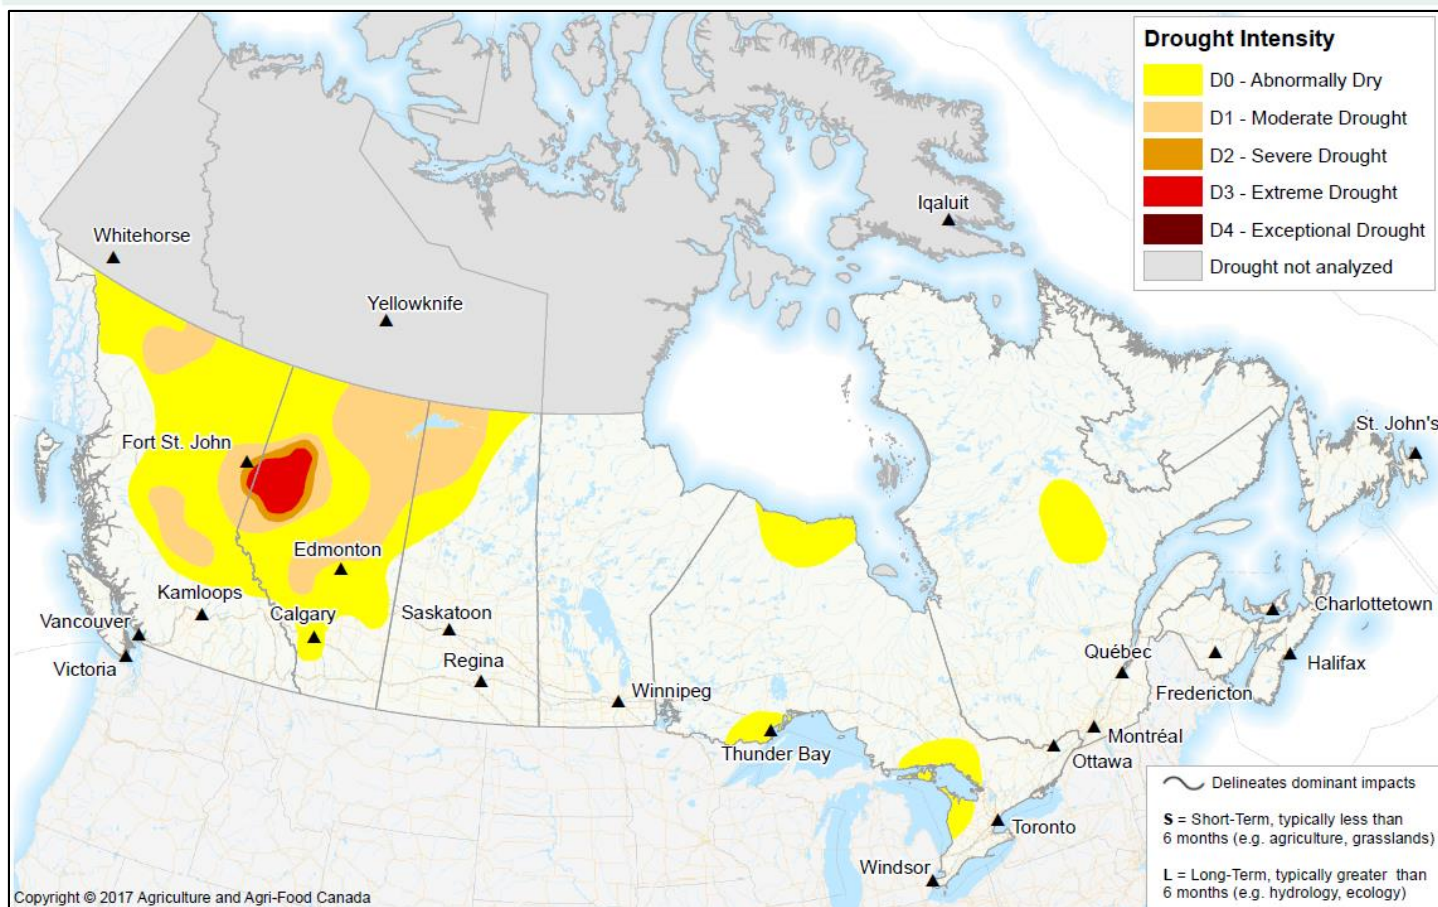 Drought Intensity
D0 - Abnormally Dry
D1 - Moderate Drought
D2 - Severe Drought
D3 - Extreme Drought
D4 - Exceptional Drought
Drought not analyzed
Iqaluit
Whitehorse
Yellowknife
St. John's
Fort St. John
Edmonton
Kamloops
Calgary
Saskatoon
Vancouver
Victoria
Regina
Winnipeg
Charlottetown
Québec
Halifax
Fredericton
Montréal
Thunder Bay
Ottawa
Toronto
Windsor
Delineates dominant impacts
S = Short-Term, typically less than
6 months (e.g. agriculture, grasslands)
L = Long-Term, typically greater than
6 months (e.g. hydrology, ecology)
Copyright © 2017 Agriculture and Agri-Food Canada